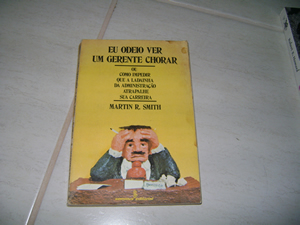 EU ODEIO VER
UM GERENTE CHORAR
OU
COMO IMPEDIR
QUE A LADAINHA
DA ADMINISTRAÇÃO
ATRAPALHE
SUA CARREIRA
MARTIN R. SMITH